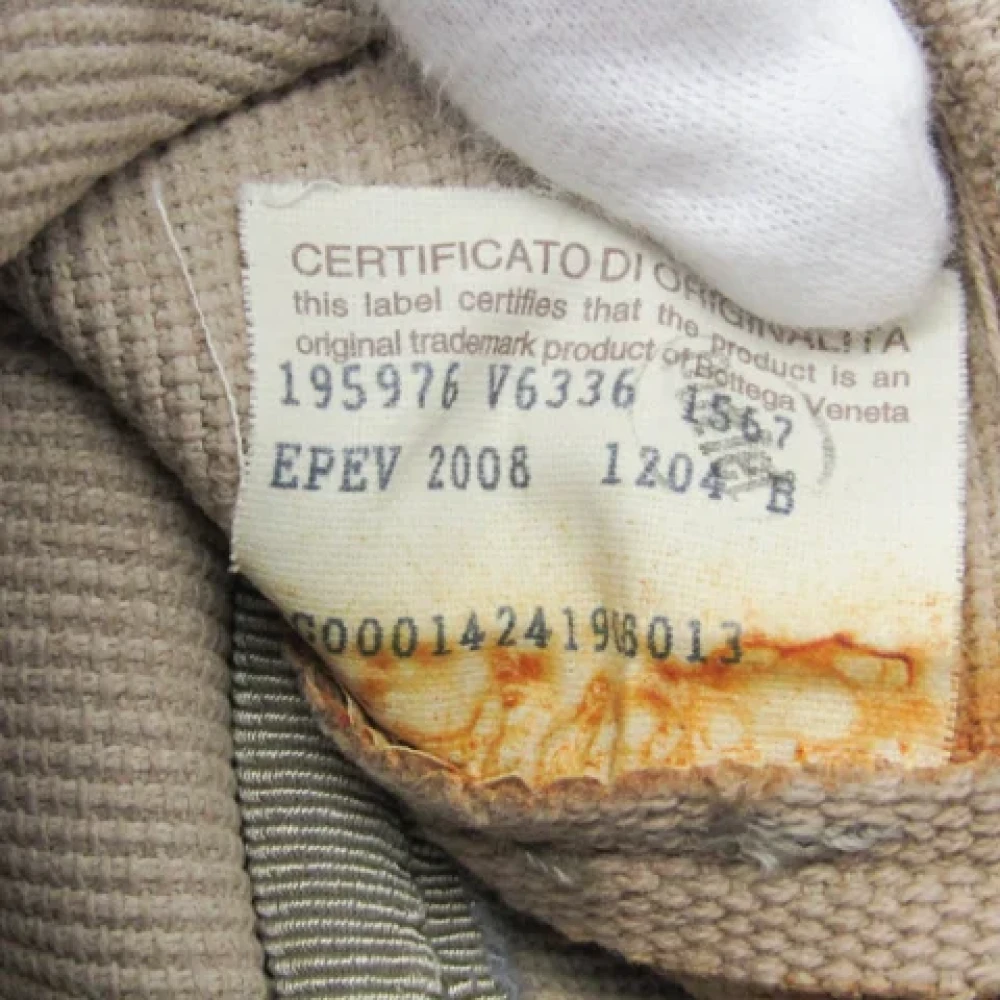 CERTIFICATO DI ORIGINALITA
this label certifies that the product is an
original trademark product of Bottega Veneta
195976 V6336 1567
EPEV 2008 1204 B